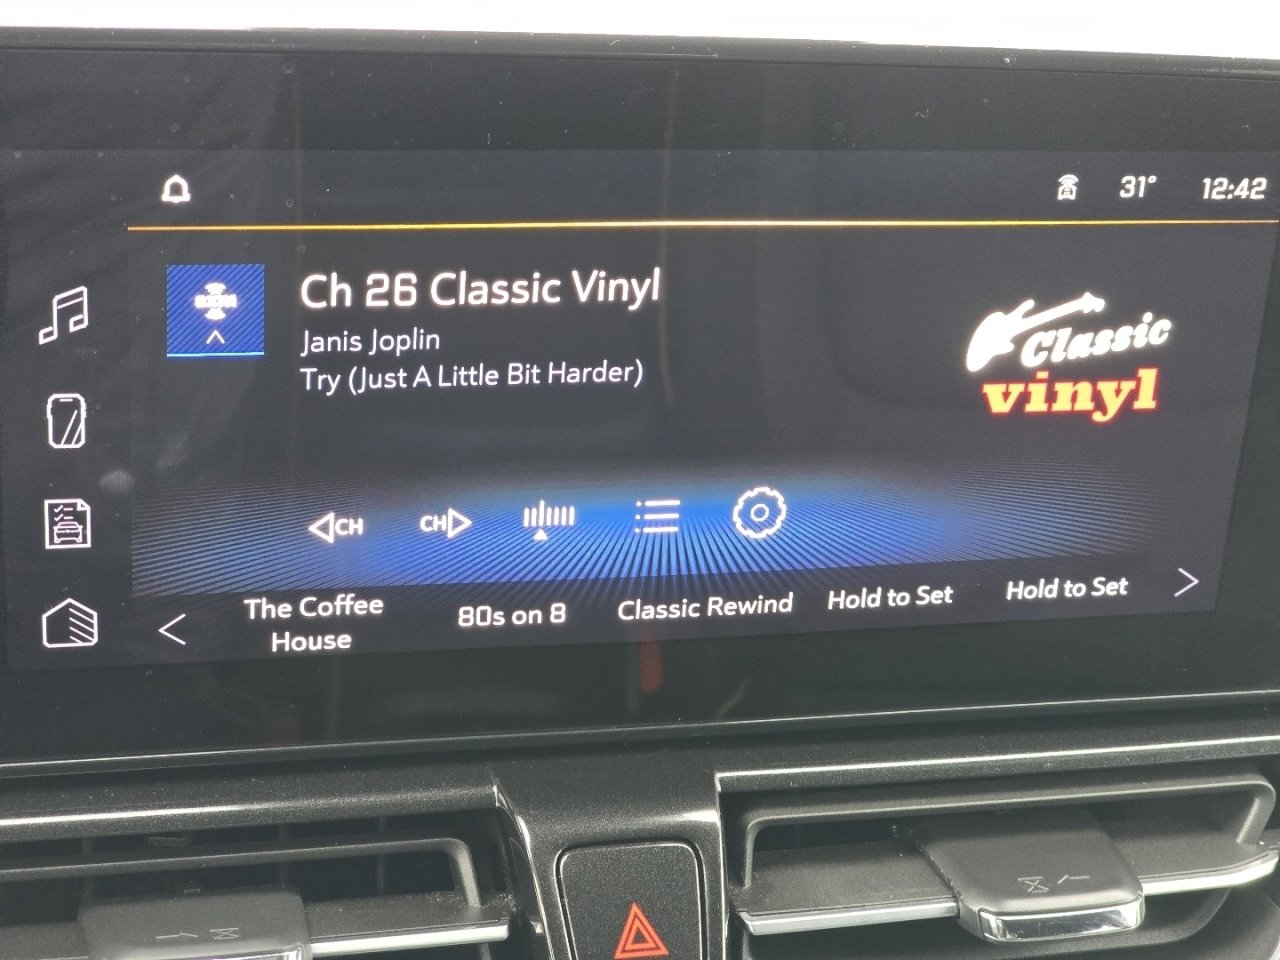 31° 12:42
SXM
Ch 26 Classic Vinyl
Janis Joplin
Try (Just A Little Bit Harder)
Classic
vinyl
CH
CH
The Coffee
House
80s on 8
Classic Rewind
Hold to Set
Hold to Set